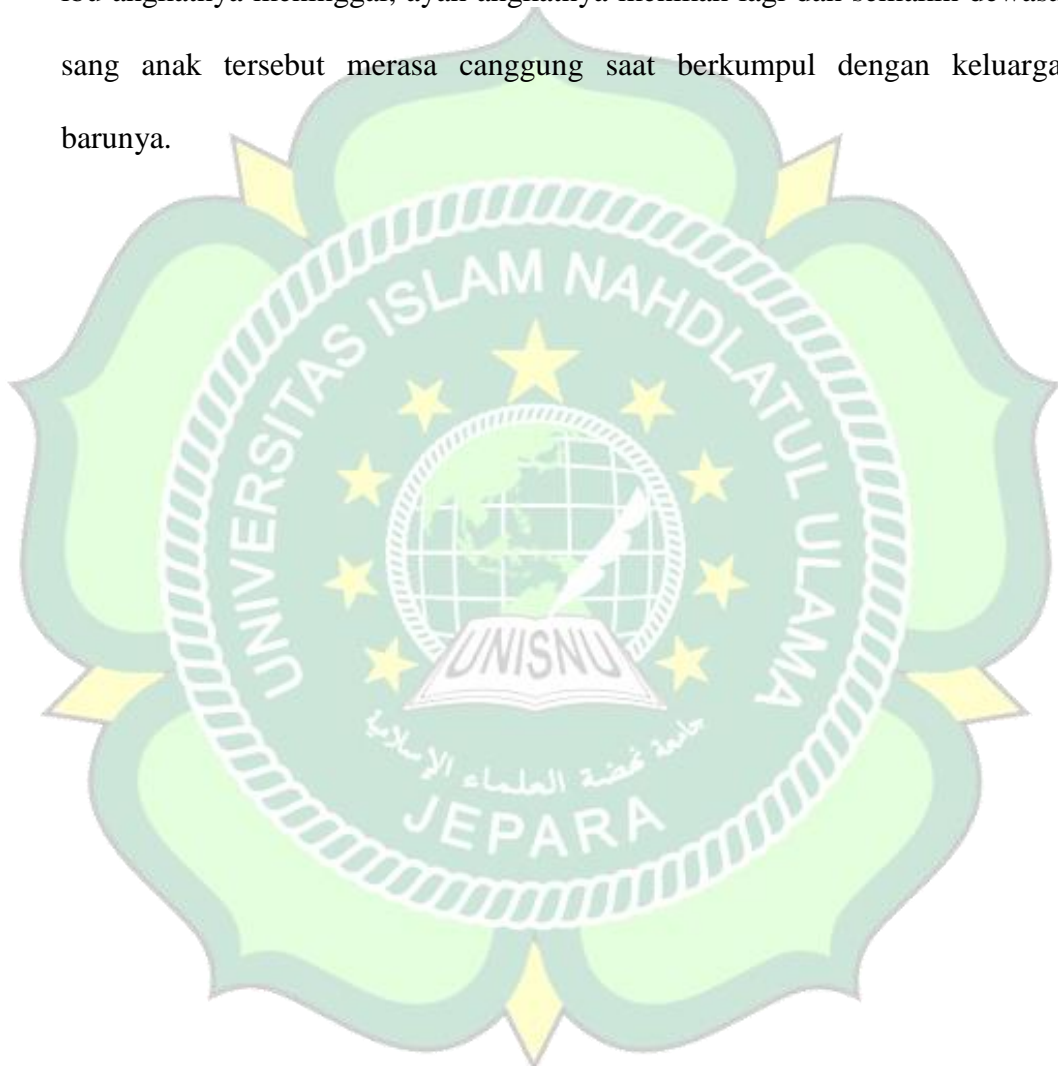 ibu angkatnya meninggal, ayah angkatnya menikah lagi dan semakin dewasa
sang anak tersebut merasa canggung saat berkumpul dengan keluarga
barunya.
UNIVERSITAS ISLAM NAHDLATUL ULAMA
UNISNU
جامعة نهضة العلماء الإسلامية
JEPARA